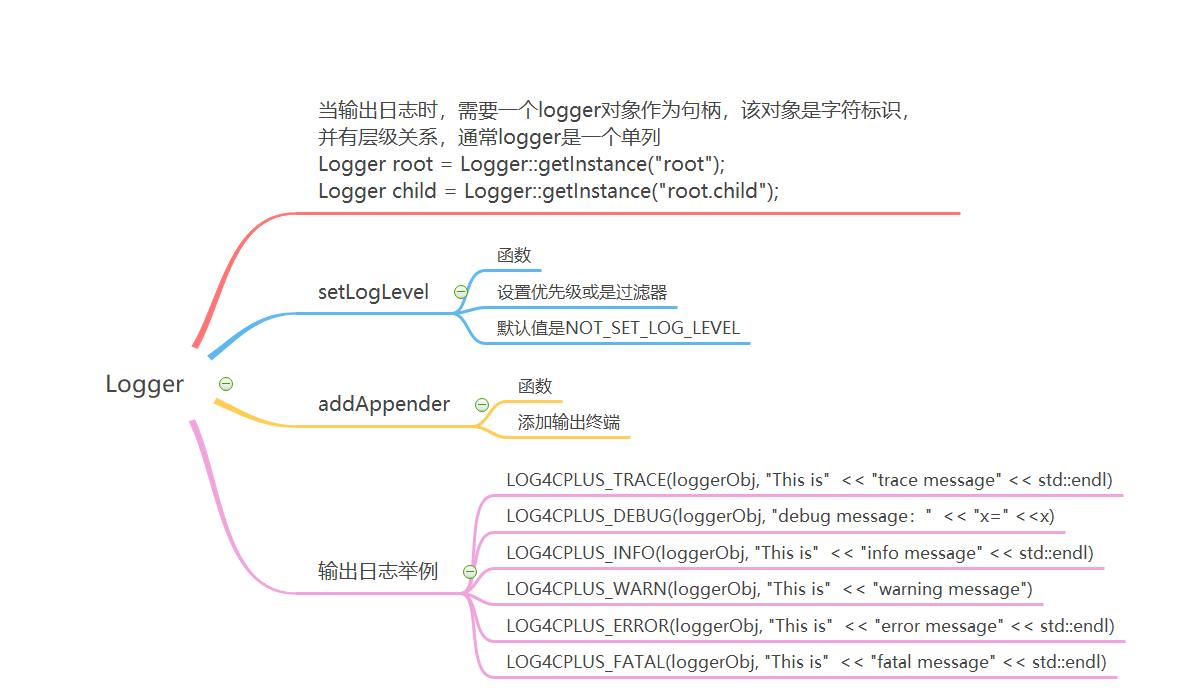 当输出日志时，需要一个logger对象作为句柄，该对象是字符标识，
并有层级关系，通常logger是一个单列
Logger root = Logger::getInstance("root");
Logger child = Logger::getInstance("root.child");
函数
setLogLevel
设置优先级或是过滤器
默认值是NOT_SET_LOG_LEVEL
Logger
函数
addAppender
添加输出终端
LOG4CPLUS_TRACE(loggerObj, "This is"  << "trace message" << std::endl)
LOG4CPLUS_DEBUG(loggerObj, "debug message："  << "x=" <<x)
LOG4CPLUS_INFO(loggerObj, "This is"  << "info message" << std::endl)
输出日志举例
LOG4CPLUS_WARN(loggerObj, "This is"  << "warning message")
LOG4CPLUS_ERROR(loggerObj, "This is"  << "error message" << std::endl)
LOG4CPLUS_FATAL(loggerObj, "This is"  << "fatal message" << std::endl)